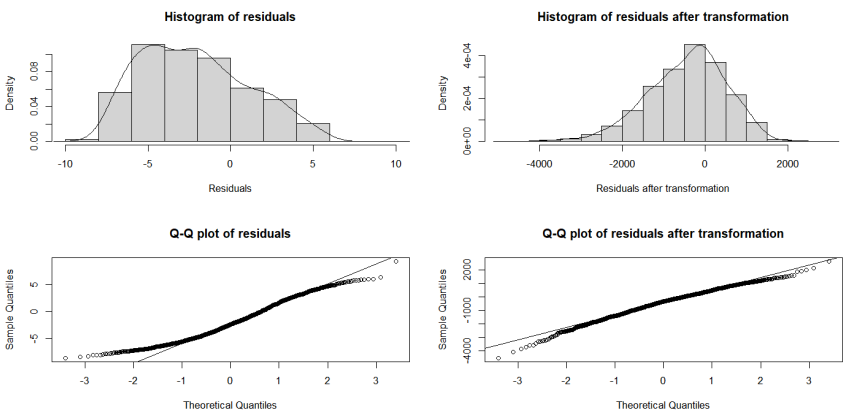 Histogram of residuals
Density
0.00
0.04
0.08
-10
-5
0
5
10
Residuals
Histogram of residuals after transformation
Density
0e+00
2e-04
4e-04
-4000
-2000
0
2000
Residuals after transformation
Q-Q plot of residuals
Sample Quantiles
-5
0
5
-3
-2
-1
0
1
2
3
Theoretical Quantiles
Q-Q plot of residuals after transformation
Sample Quantiles
-4000
-1000
2000
-3
-2
-1
0
1
2
3
Theoretical Quantiles